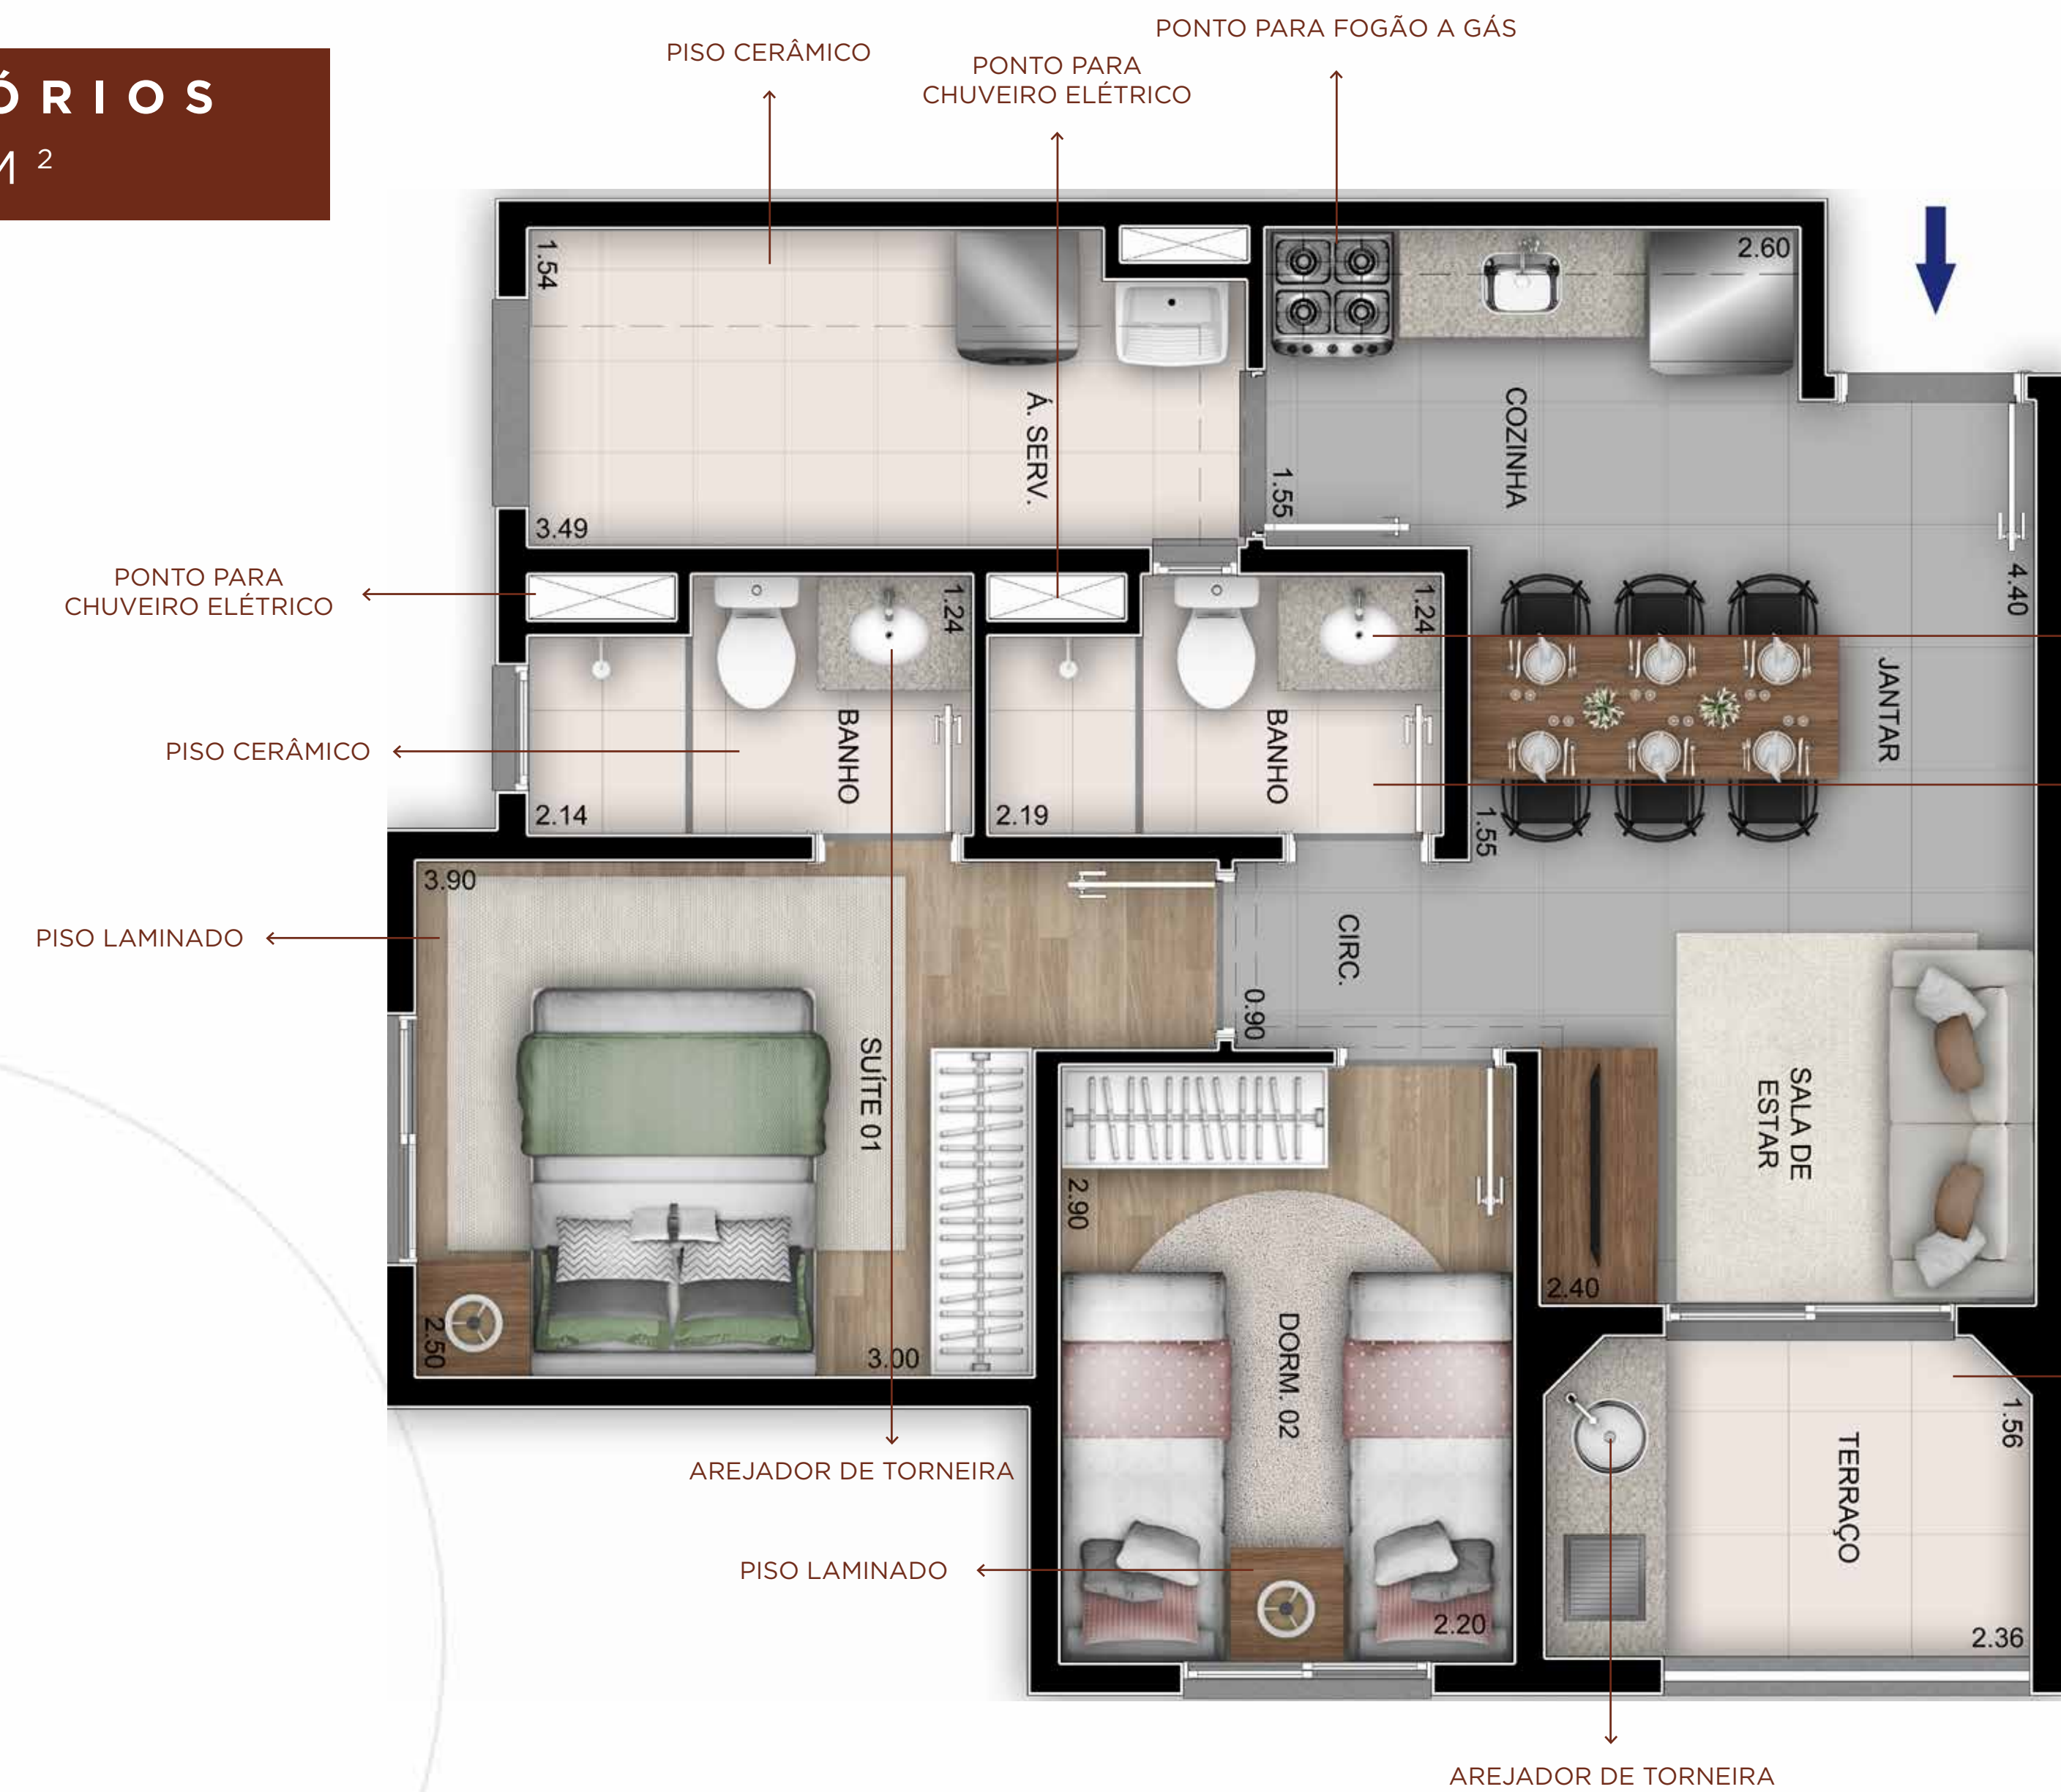 ÓRIOS
M²
PISO CERÂMICO
PONTO PARA
CHUVEIRO ELÉTRICO
PONTO PARA FOGÃO A GÁS
1.54
3.49
Á. SERV.
2.60
COZINHA
1.55
4.40
JANTAR
1.55
PONTO PARA
CHUVEIRO ELÉTRICO
1.24
BANHO
2.14
1.24
BANHO
2.19
PISO CERÂMICO
PISO LAMINADO
3.90
SUÍTE 01
2.50
3.00
CIRC.
0.90
SALA DE
ESTAR
2.40
2.90
DORM. 02
2.20
1.56
TERRAÇO
2.36
AREJADOR DE TORNEIRA
PISO LAMINADO
AREJADOR DE TORNEIRA